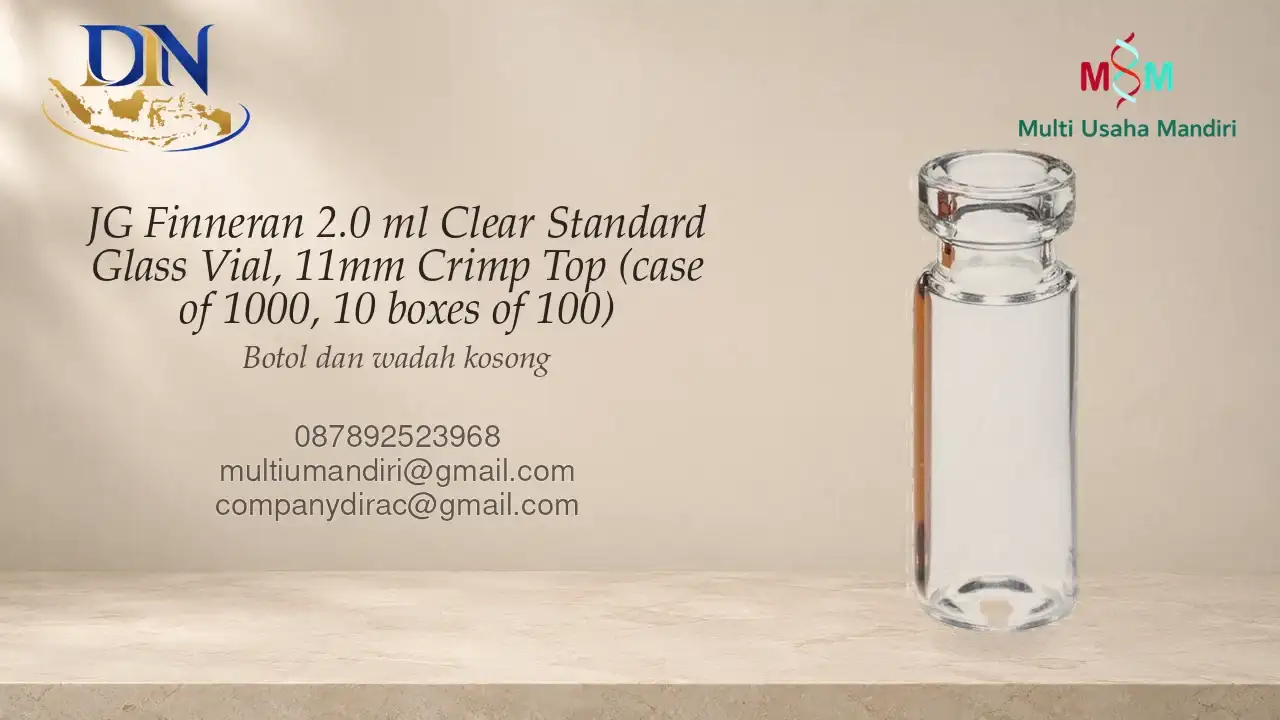 DIN
MUM
Multi Usaha Mandiri
JG Finneran 2.0 ml Clear Standard
Glass Vial, 11mm Crimp Top (case
of 1000, 10 boxes of 100)
Botol dan wadah kosong
087892523968
multiumandiri@gmail.com
companydirac@gmail.com